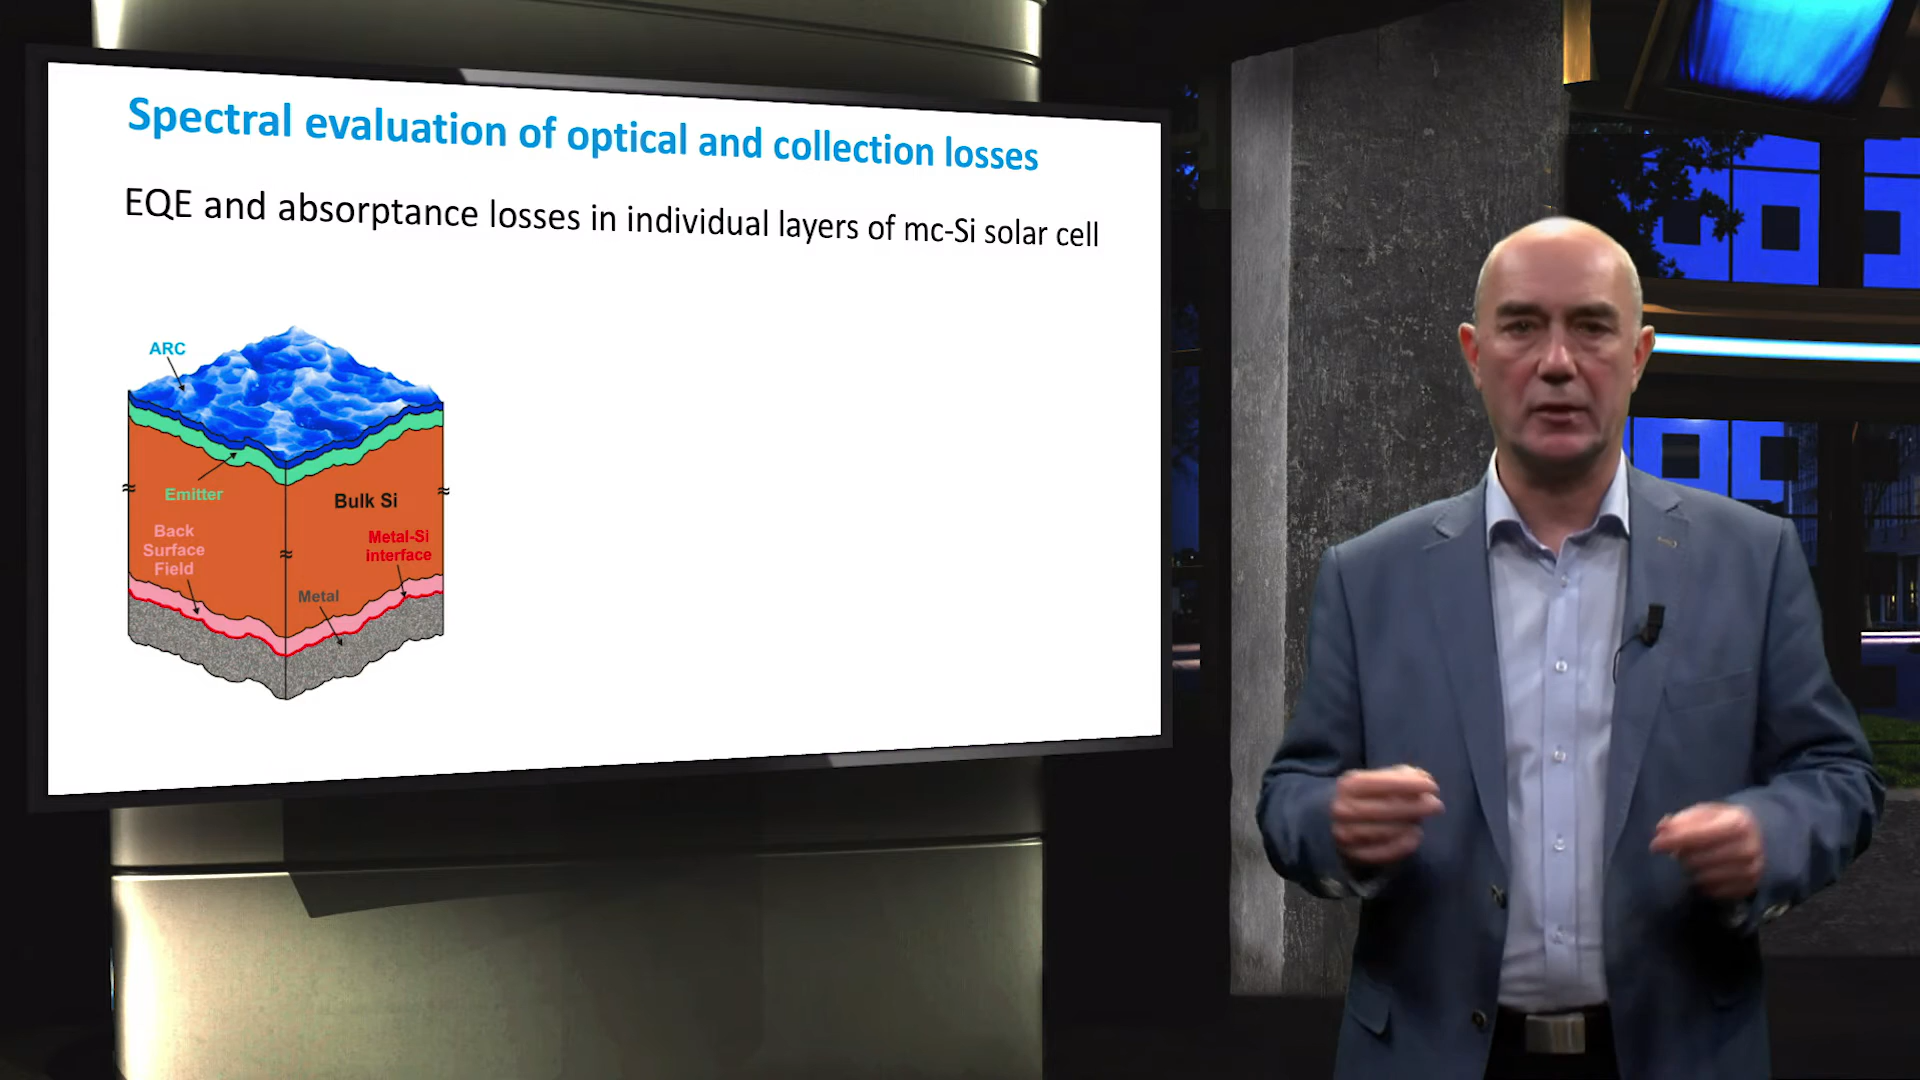 Spectral evaluation of optical and collection losses
EQE and absorptance losses in individual layers of mc-Si solar cell
ARC
Emitter
Bulk Si
Back
Surface
Field
Metal-Si
interface
Metal